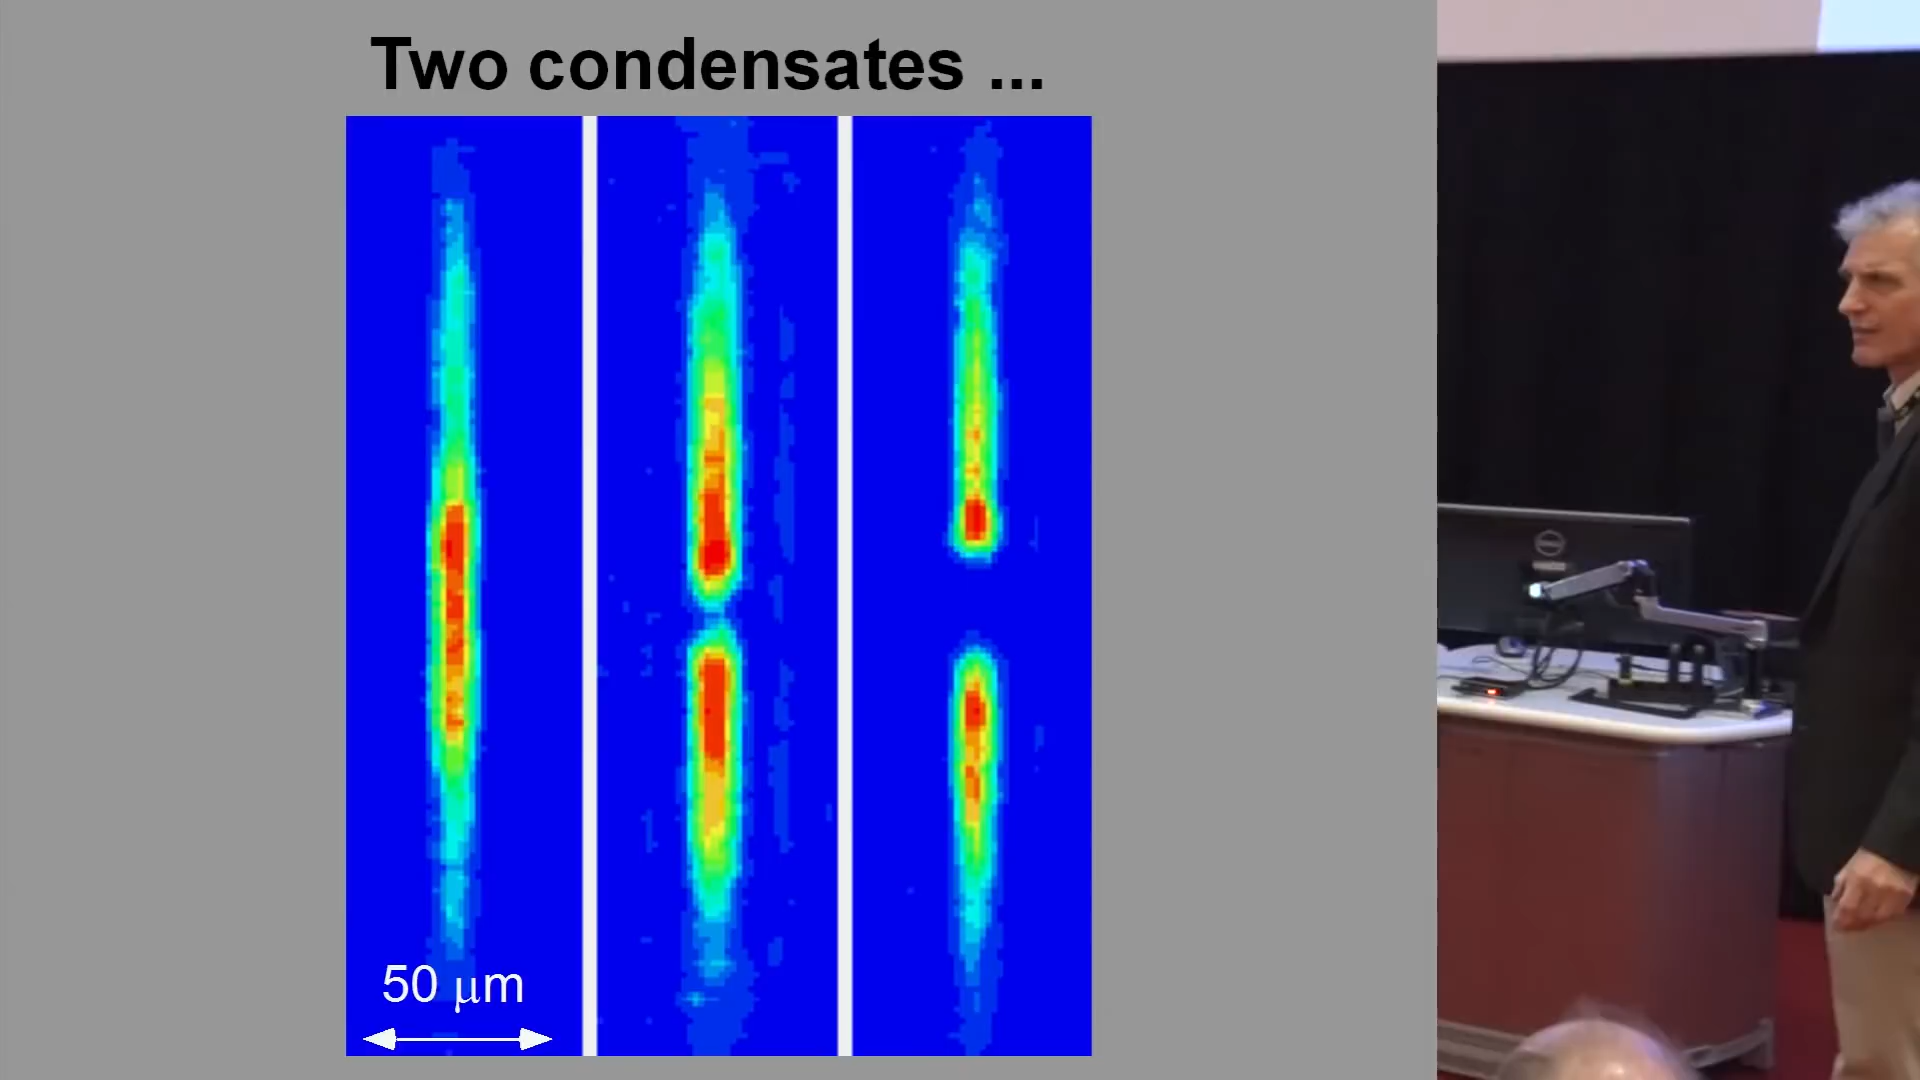 Two condensates ...
50 μm